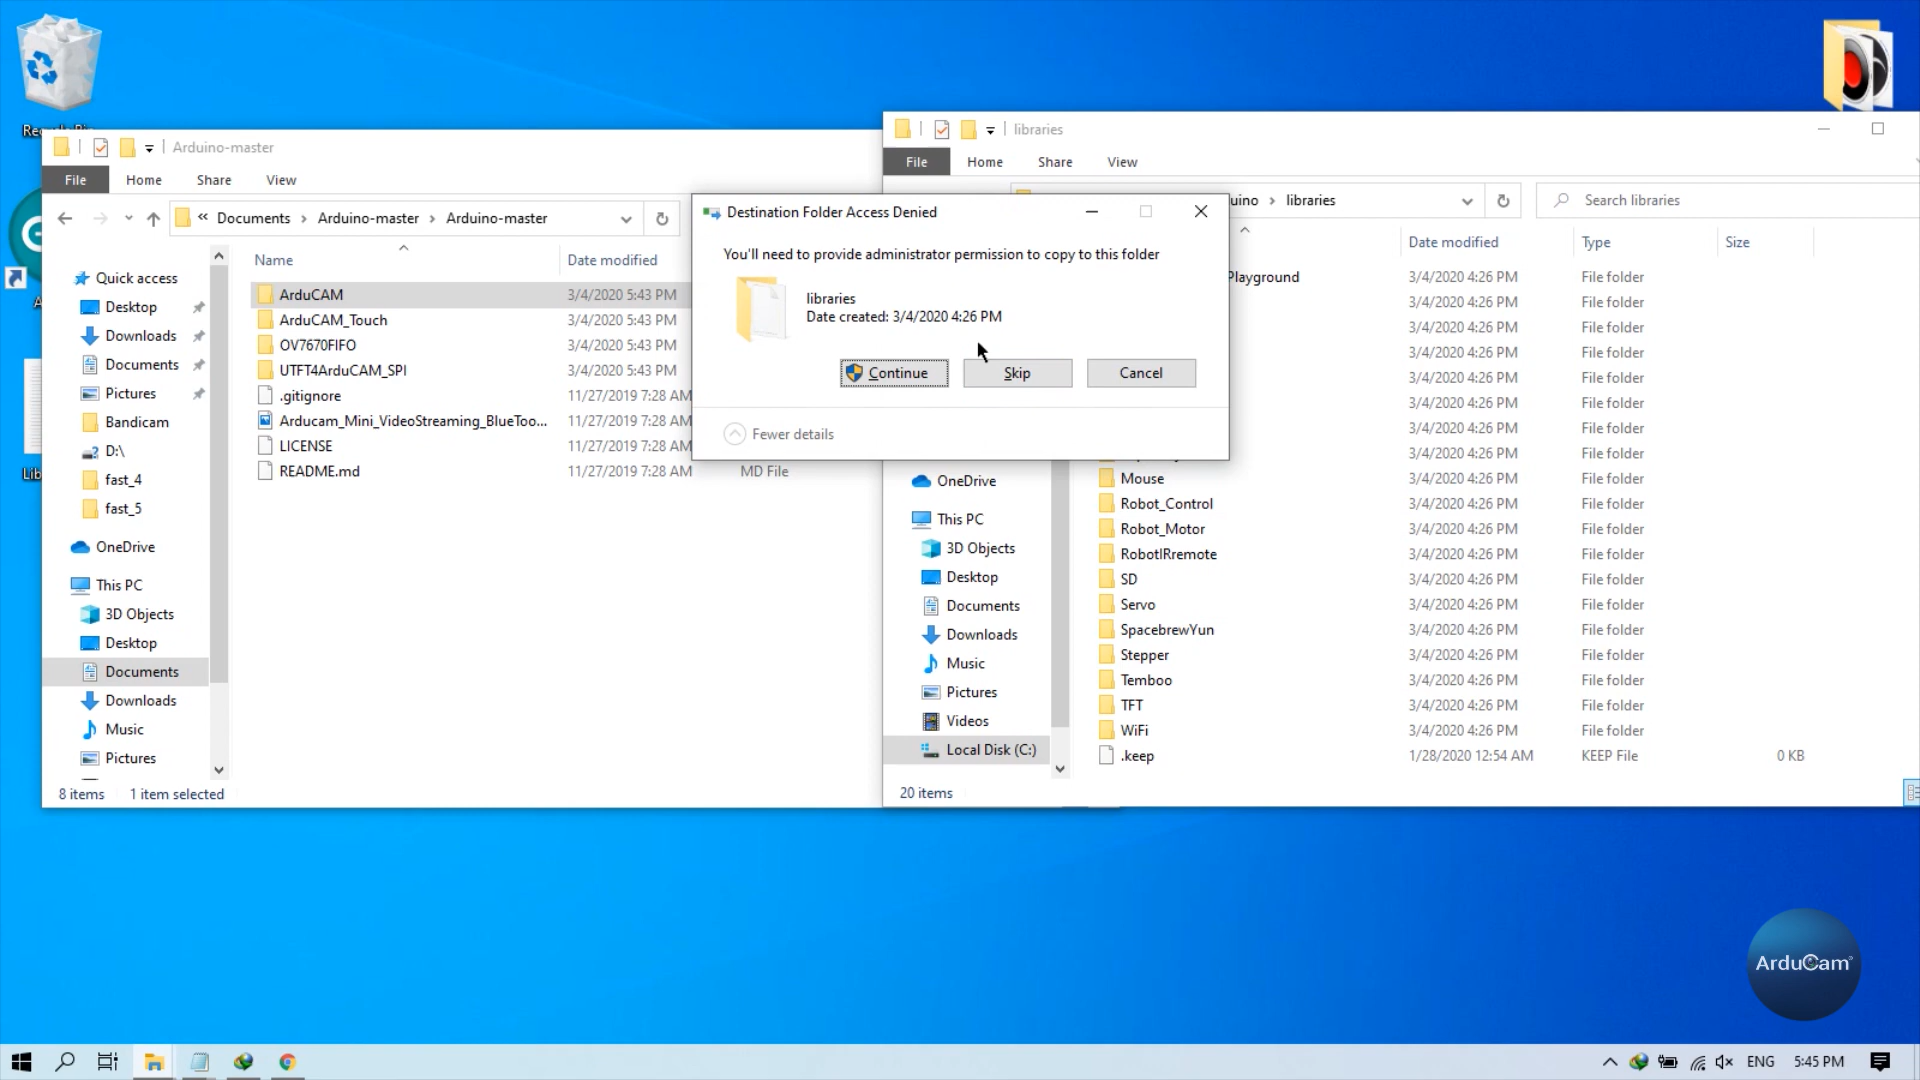 Recycle Bin
Arduino-master
File
Home
Share
View
Documents
Arduino-master
Arduino-master
Name
Date modified
Quick access
Desktop
Downloads
Documents
Pictures
Bandicam
D:\
fast_4
fast_5
OneDrive
This PC
3D Objects
Desktop
Documents
Downloads
Music
Pictures
ArduCAM 3/4/2020 5:43 PM
ArduCAM_Touch 3/4/2020 5:43 PM
OV7670FIFO 3/4/2020 5:43 PM
UTFT4ArduCAM_SPI 3/4/2020 5:43 PM
.gitignore 11/27/2019 7:28 AM
Arducam_Mini_VideoStreaming_BlueToo... 11/27/2019 7:28 AM
LICENSE 11/27/2019 7:28 AM
README.md 11/27/2019 7:28 AM MD File
8 items 1 item selected
Lib
Destination Folder Access Denied
You'll need to provide administrator permission to copy to this folder
libraries
Date created: 3/4/2020 4:26 PM
Continue
Skip
Cancel
Fewer details
libraries
File
Home
Share
View
uino
libraries
Search libraries
Date modified
Type
Size
OneDrive
This PC
3D Objects
Desktop
Documents
Downloads
Music
Pictures
Videos
Local Disk (C:)
Playground 3/4/2020 4:26 PM File folder
3/4/2020 4:26 PM File folder
3/4/2020 4:26 PM File folder
3/4/2020 4:26 PM File folder
3/4/2020 4:26 PM File folder
3/4/2020 4:26 PM File folder
3/4/2020 4:26 PM File folder
3/4/2020 4:26 PM File folder
Mouse 3/4/2020 4:26 PM File folder
Robot_Control 3/4/2020 4:26 PM File folder
Robot_Motor 3/4/2020 4:26 PM File folder
RobotIRremote 3/4/2020 4:26 PM File folder
SD 3/4/2020 4:26 PM File folder
Servo 3/4/2020 4:26 PM File folder
SpacebrewYun 3/4/2020 4:26 PM File folder
Stepper 3/4/2020 4:26 PM File folder
Temboo 3/4/2020 4:26 PM File folder
TFT 3/4/2020 4:26 PM File folder
WiFi 3/4/2020 4:26 PM File folder
.keep 1/28/2020 12:54 AM KEEP File 0 KB
20 items
ArduCam
ENG
5:45 PM